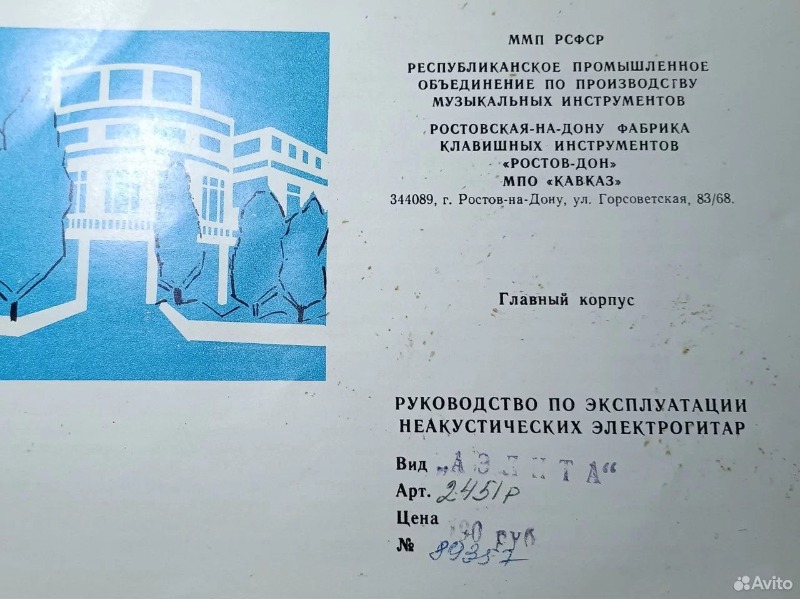 ММП РСФСР
РЕСПУБЛИКАНСКОЕ ПРОМЫШЛЕННОЕ
ОБЪЕДИНЕНИЕ ПО ПРОИЗВОДСТВУ
МУЗЫКАЛЬНЫХ ИНСТРУМЕНТОВ
РОСТОВСКАЯ-НА-ДОНУ ФАБРИКА
КЛАВИШНЫХ ИНСТРУМЕНТОВ
«РОСТОВ-ДОН»
МПО «КАВКАЗ»
344089, г. Ростов-на-Дону, ул. Горсоветская, 83/68.
Главный корпус
РУКОВОДСТВО ПО ЭКСПЛУАТАЦИИ
НЕАКУСТИЧЕСКИХ ЭЛЕКТРОГИТАР
Вид „АЭЛИТА“
Арт. 2451р
Цена руб
№ 89357
Avito